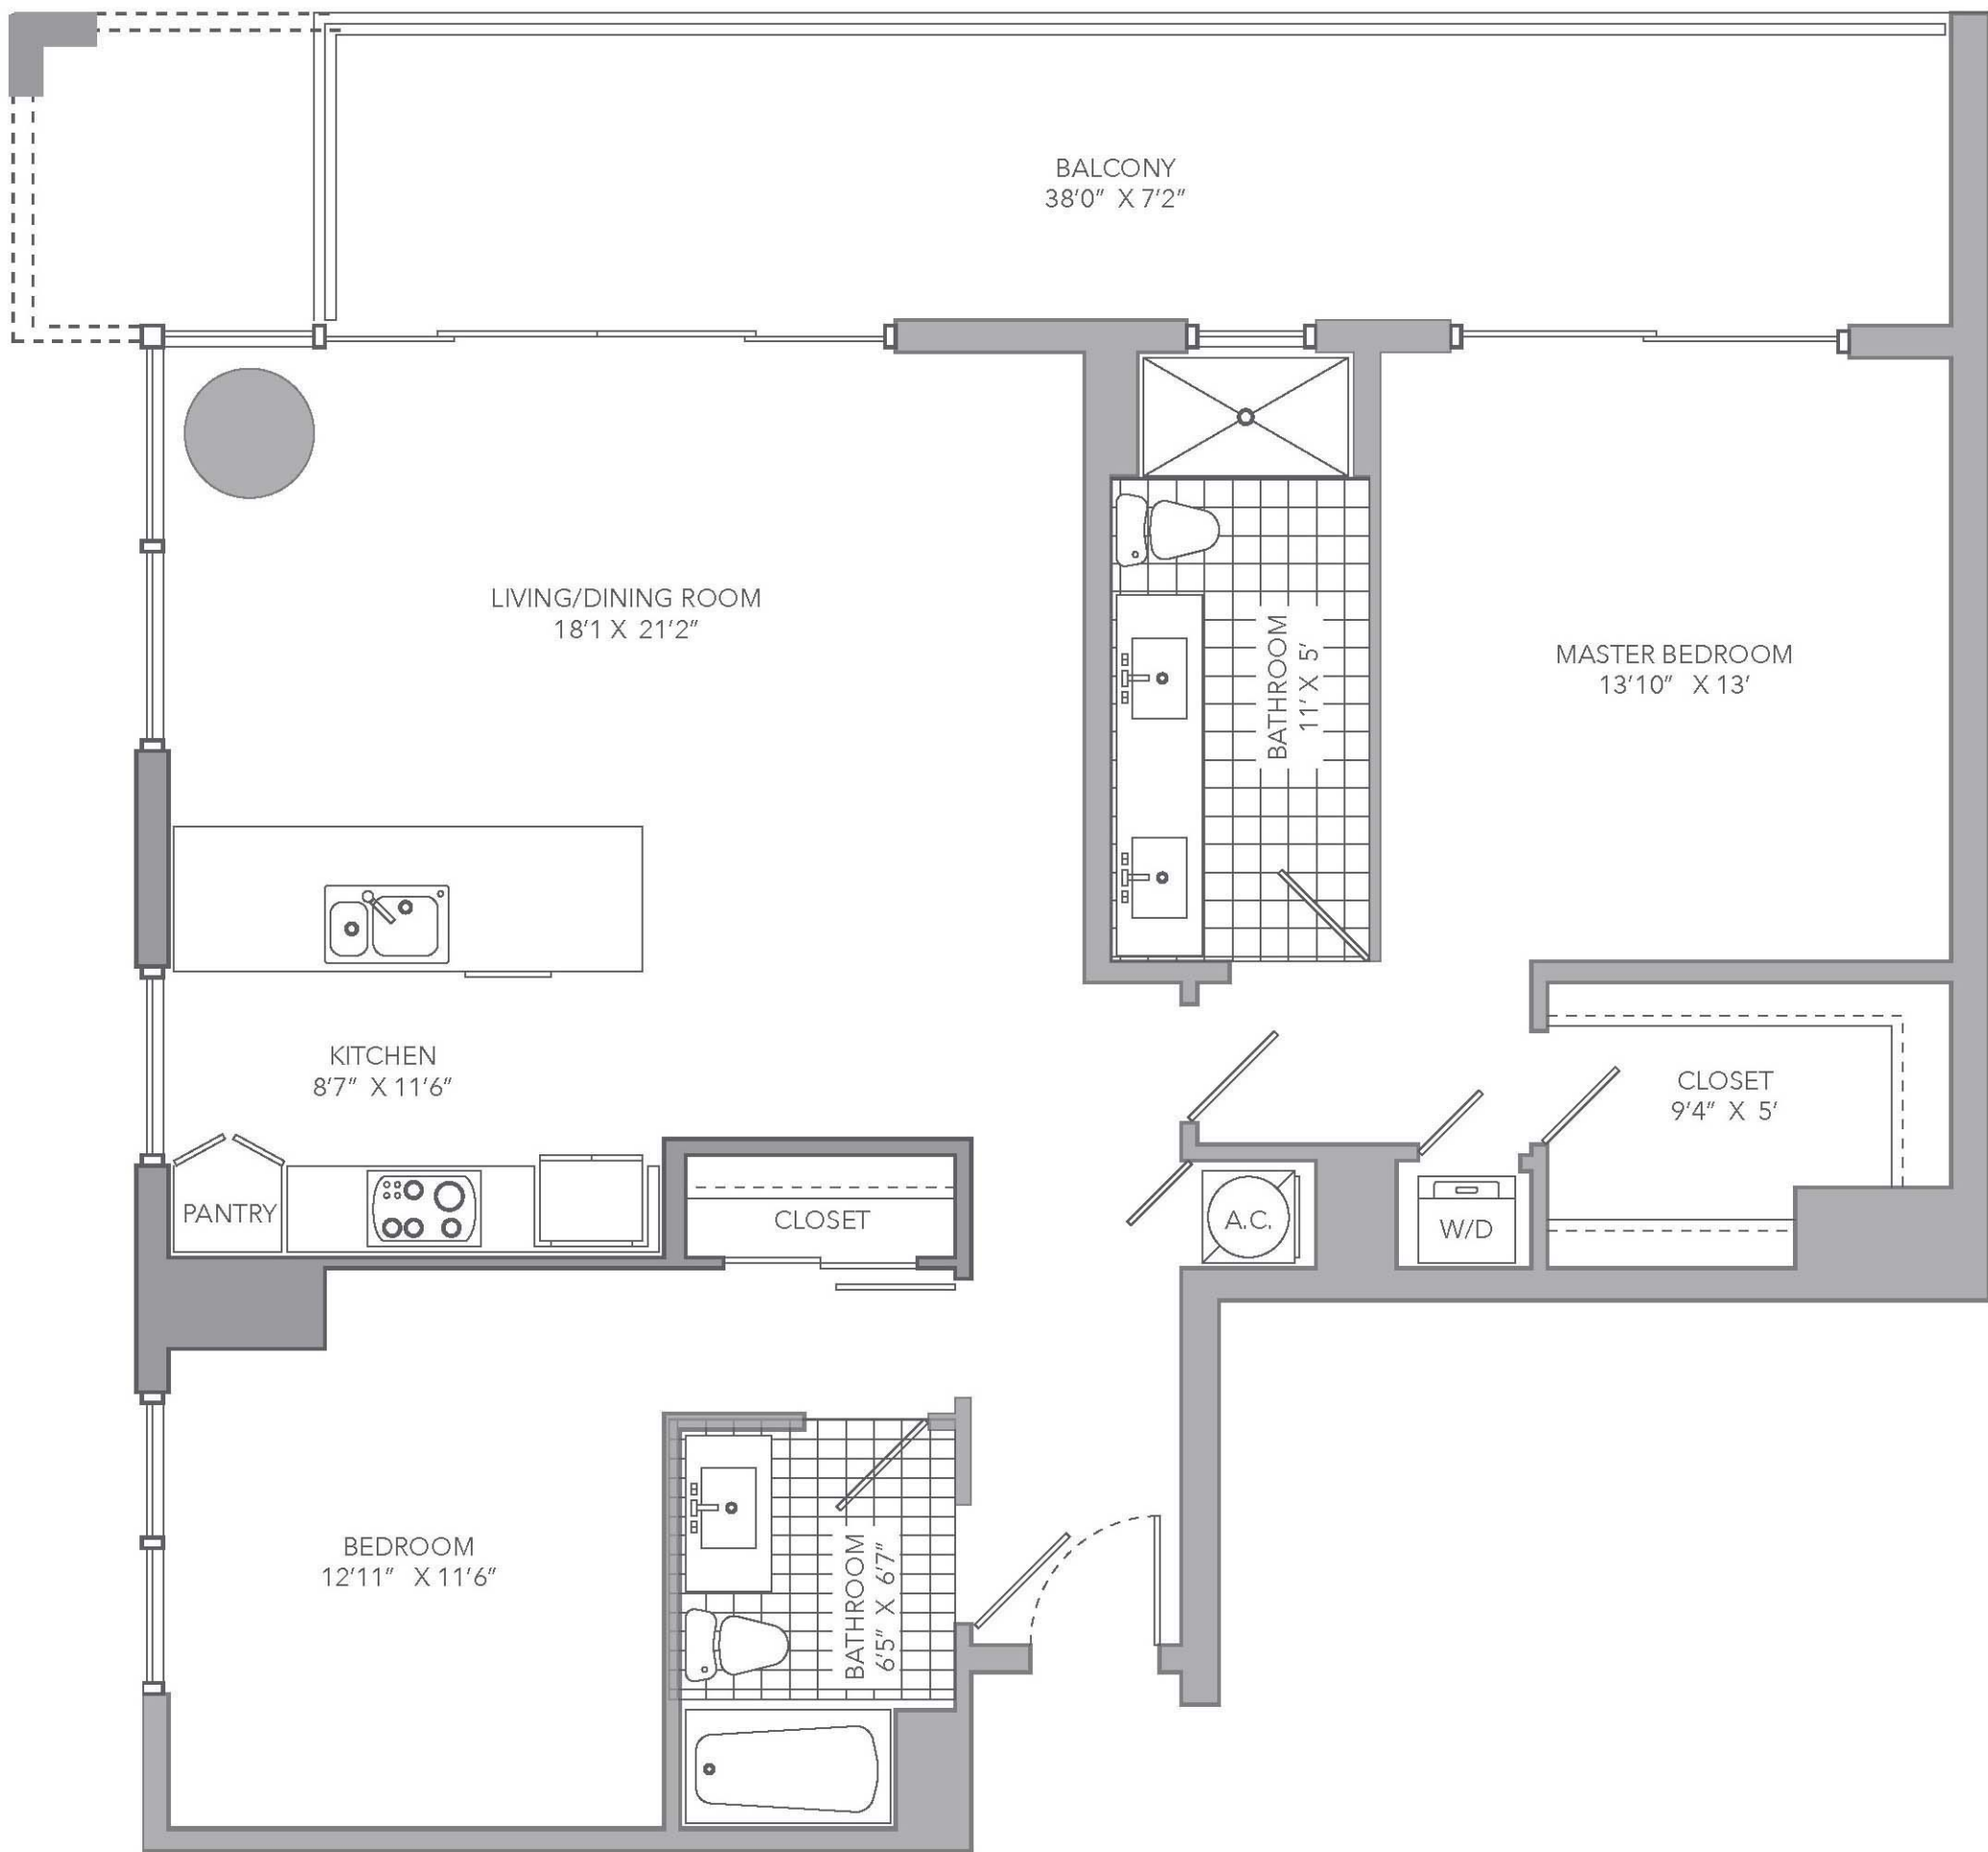 BALCONY
38'0" X 7'2"
LIVING/DINING ROOM
18'1 X 21'2"
BATHROOM
11' X 5'
MASTER BEDROOM
13'10" X 13'
KITCHEN
8'7" X 11'6"
CLOSET
9'4" X 5'
PANTRY
CLOSET
A.C.
W/D
BEDROOM
12'11" X 11'6"
BATHROOM
6'5" X 6'7"